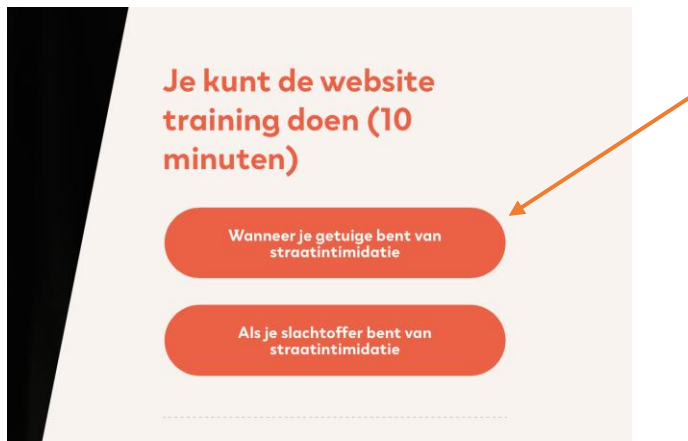 Je kunt de website
training doen (10
minuten)
Wanneer je getuige bent van
straatintimidatie
Als je slachtoffer bent van
straatintimidatie